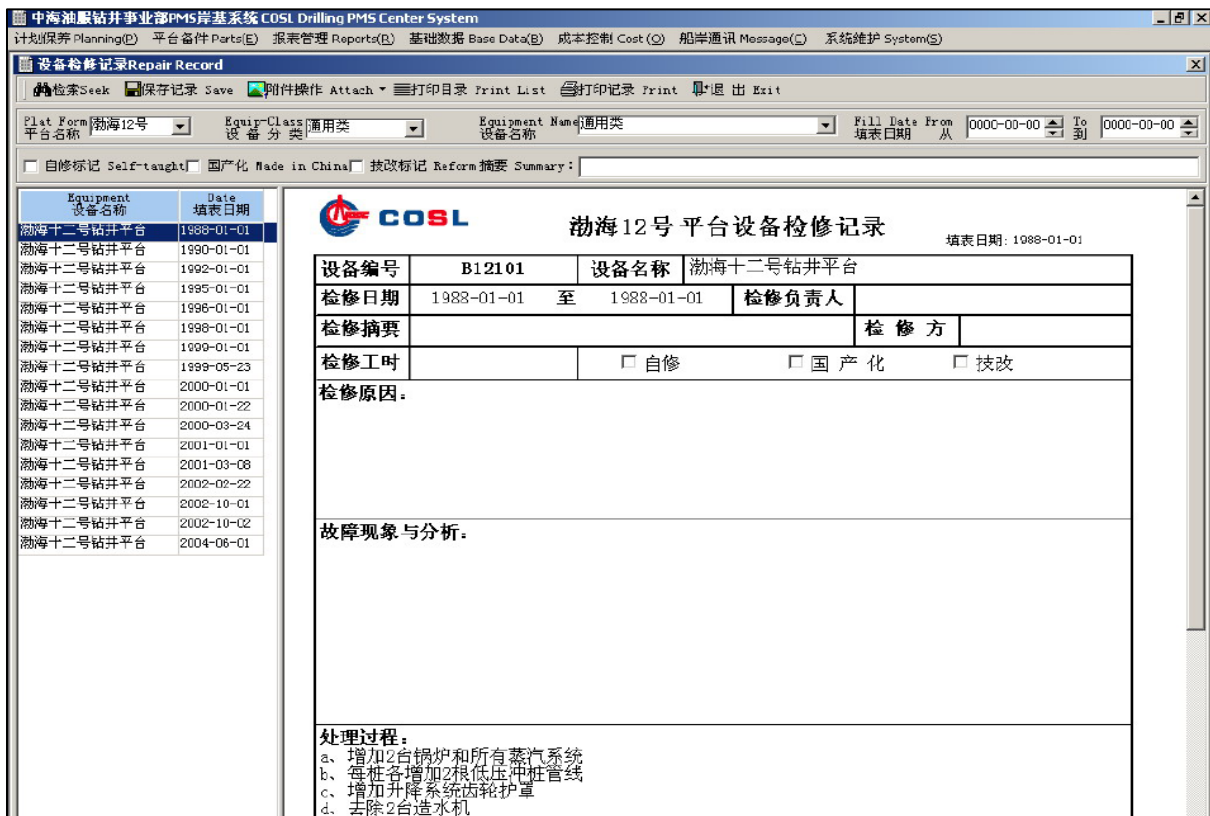 中海油服钻井事业部PMS岸基系统 COSL Drilling PMS Center System
计划保养 Planning(P) 平台备件 Parts(E) 报表管理 Reports(R) 基础数据 Base Data(B) 成本控制 Cost (O) 船岸通讯 Message(C) 系统维护 System(S)
设备检修记录Repair Record
检索Seek 保存记录 Save 附件操作 Attach 打印目录 Print List 打印记录 Print 退 出 Exit
Plat Form 平台名称 渤海12号 Equip-Class 设 备 分 类 通用类 Equipment Name 设备名称 通用类 Fill Date From 填表日期 从 0000-00-00 To 到 0000-00-00
自修标记 Self-taught 国产化 Made in China 技改标记 Reform 摘要 Summary：
Equipment 设备名称 Date 填表日期
渤海十二号钻井平台 1988-01-01
渤海十二号钻井平台 1990-01-01
渤海十二号钻井平台 1992-01-01
渤海十二号钻井平台 1995-01-01
渤海十二号钻井平台 1996-01-01
渤海十二号钻井平台 1998-01-01
渤海十二号钻井平台 1999-01-01
渤海十二号钻井平台 1999-05-23
渤海十二号钻井平台 2000-01-01
渤海十二号钻井平台 2000-01-22
渤海十二号钻井平台 2000-03-24
渤海十二号钻井平台 2001-01-01
渤海十二号钻井平台 2001-03-08
渤海十二号钻井平台 2002-02-22
渤海十二号钻井平台 2002-10-01
渤海十二号钻井平台 2002-10-02
渤海十二号钻井平台 2004-06-01
COSL
渤海12号 平台设备检修记录
填表日期: 1988-01-01
设备编号 B12101 设备名称 渤海十二号钻井平台
检修日期 1988-01-01 至 1988-01-01 检修负责人
检修摘要 检 修 方
检修工时 自修 国 产 化 技改
检修原因：
故障现象与分析：
处理过程：
a、增加2台锅炉和所有蒸汽系统
b、每桩各增加2根低压冲桩管线
c、增加升降系统齿轮护罩
d、去除2台造水机